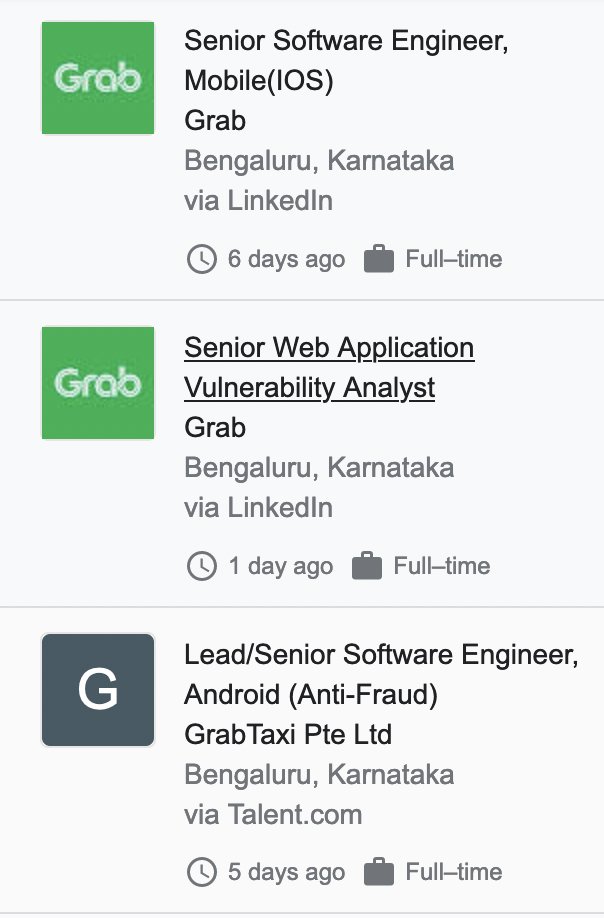 Grab
Senior Software Engineer,
Mobile(IOS)
Grab
Bengaluru, Karnataka
via LinkedIn
6 days ago Full–time
Grab
Senior Web Application
Vulnerability Analyst
Grab
Bengaluru, Karnataka
via LinkedIn
1 day ago Full–time
G
Lead/Senior Software Engineer,
Android (Anti-Fraud)
GrabTaxi Pte Ltd
Bengaluru, Karnataka
via Talent.com
5 days ago Full–time